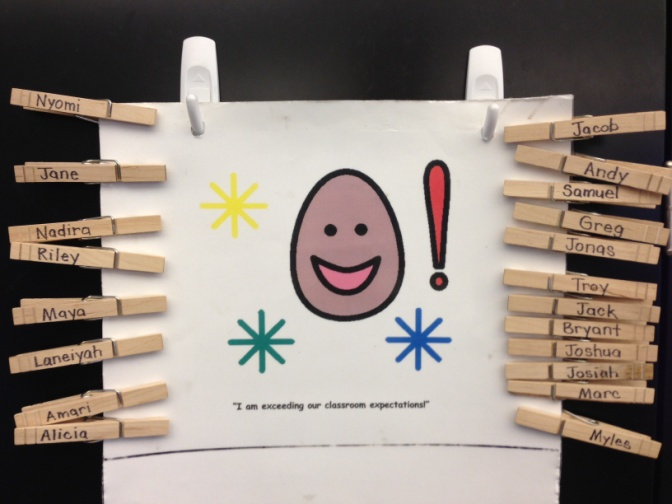 Nyomi
Jane
Nadira
Riley
Maya
Laneiyah
Amari
Alicia
Jacob
Andy
Samuel
Greg
Jonas
Troy
Jack
Bryant
Joshua
Josiah
Marc
Myles
"I am exceeding our classroom expectations!"